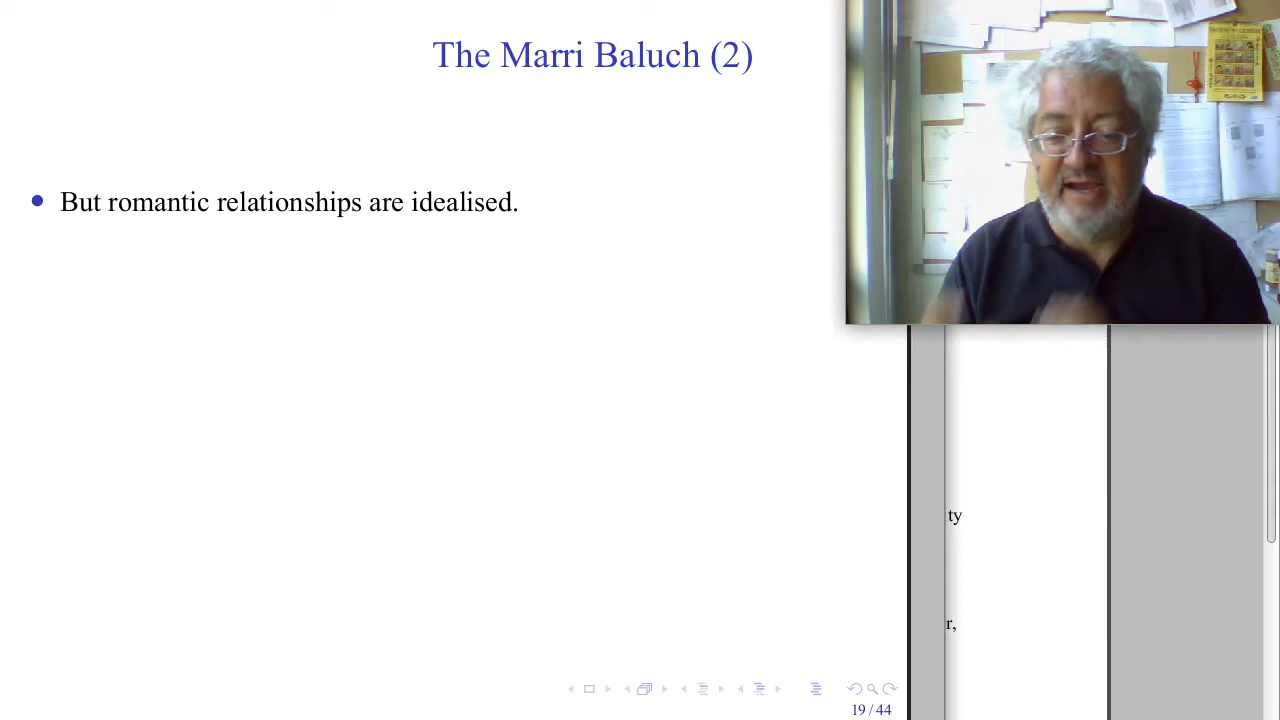 The Marri Baluch (2)
• But romantic relationships are idealised.
ty
r,
19 / 44